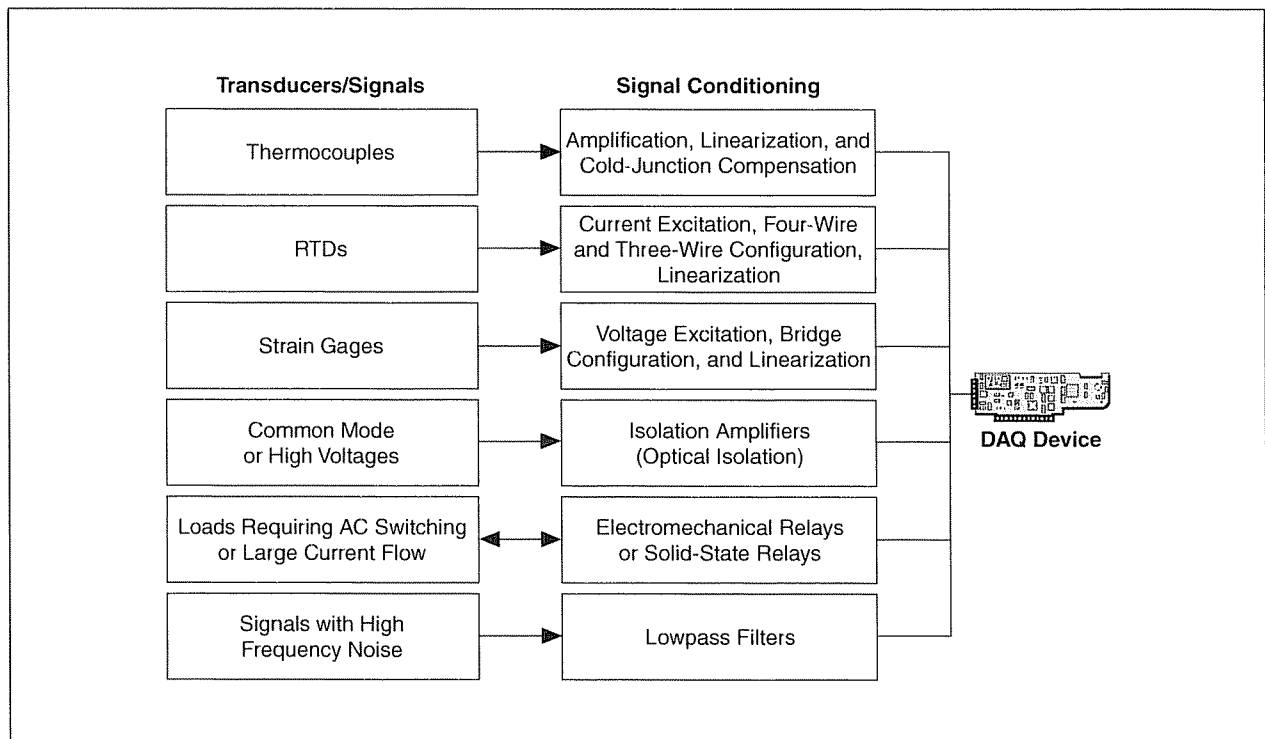 Transducers/Signals
Signal Conditioning
Thermocouples
Amplification, Linearization, and
Cold-Junction Compensation
RTDs
Current Excitation, Four-Wire
and Three-Wire Configuration,
Linearization
Strain Gages
Voltage Excitation, Bridge
Configuration, and Linearization
Common Mode
or High Voltages
Isolation Amplifiers
(Optical Isolation)
DAQ Device
Loads Requiring AC Switching
or Large Current Flow
Electromechanical Relays
or Solid-State Relays
Signals with High
Frequency Noise
Lowpass Filters